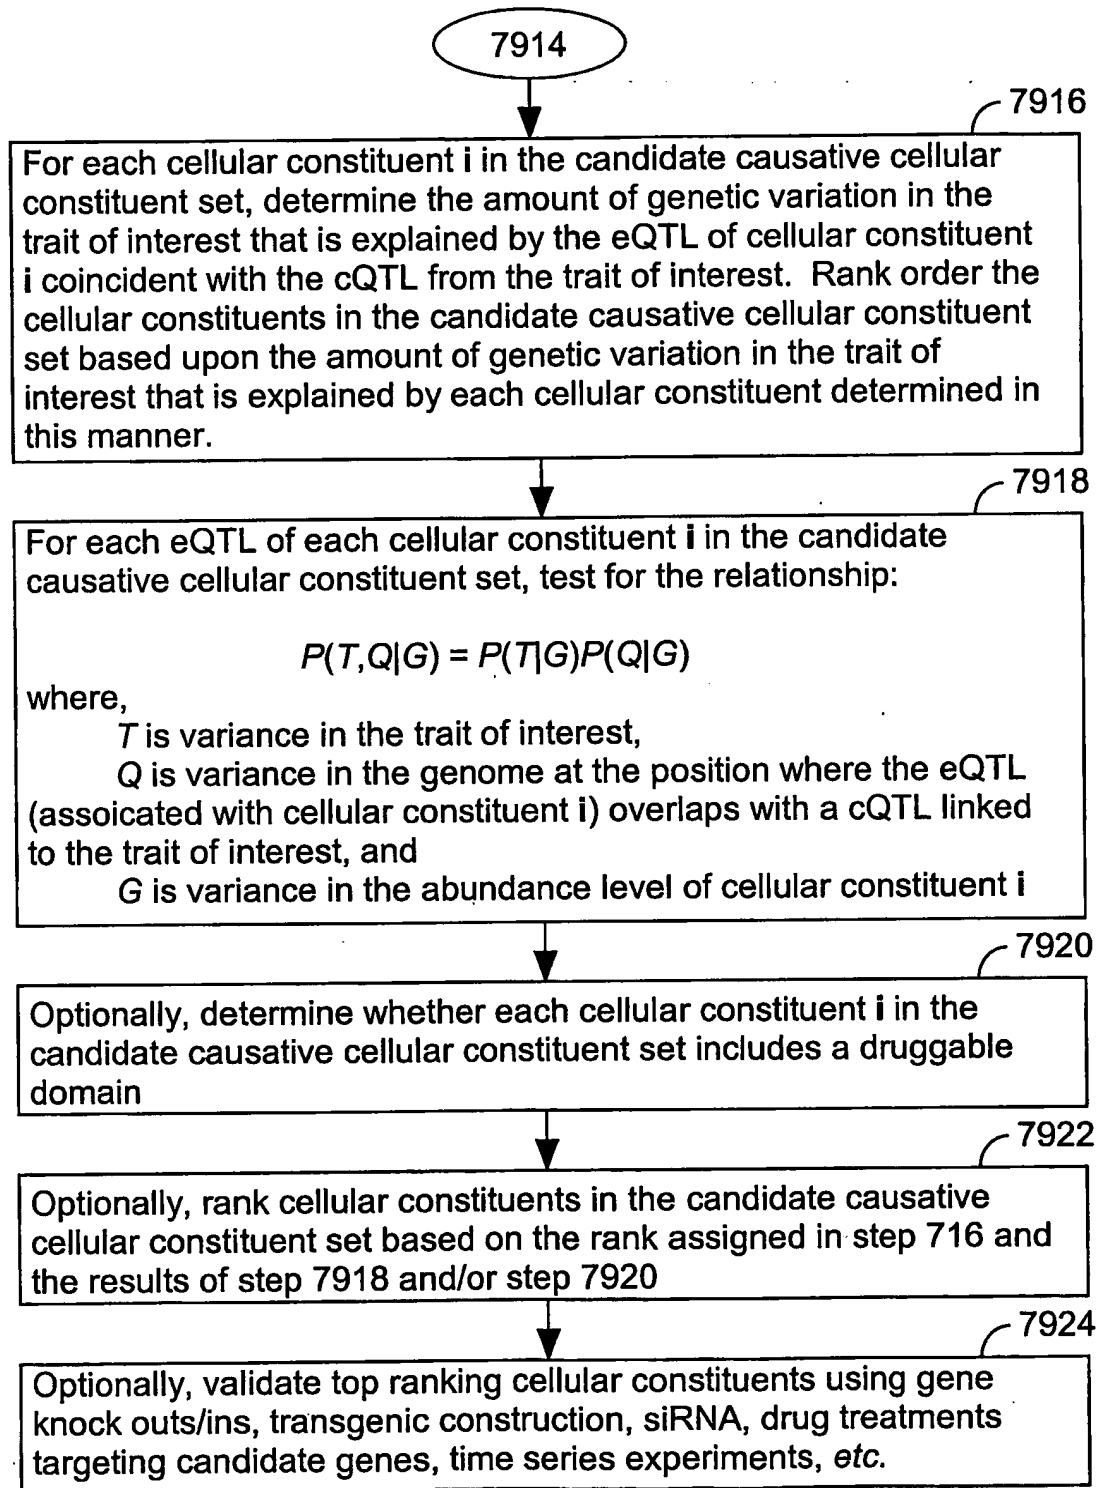 7914
7916
For each cellular constituent i in the candidate causative cellular
constituent set, determine the amount of genetic variation in the
trait of interest that is explained by the eQTL of cellular constituent
i coincident with the cQTL from the trait of interest.  Rank order the
cellular constituents in the candidate causative cellular constituent
set based upon the amount of genetic variation in the trait of
interest that is explained by each cellular constituent determined in
this manner.
7918
For each eQTL of each cellular constituent i in the candidate
causative cellular constituent set, test for the relationship:
P(T,Q|G) = P(T|G)P(Q|G)
where,
T is variance in the trait of interest,
Q is variance in the genome at the position where the eQTL
(assoicated with cellular constituent i) overlaps with a cQTL linked
to the trait of interest, and
G is variance in the abundance level of cellular constituent i
7920
Optionally, determine whether each cellular constituent i in the
candidate causative cellular constituent set includes a druggable
domain
7922
Optionally, rank cellular constituents in the candidate causative
cellular constituent set based on the rank assigned in step 716 and
the results of step 7918 and/or step 7920
7924
Optionally, validate top ranking cellular constituents using gene
knock outs/ins, transgenic construction, siRNA, drug treatments
targeting candidate genes, time series experiments, etc.